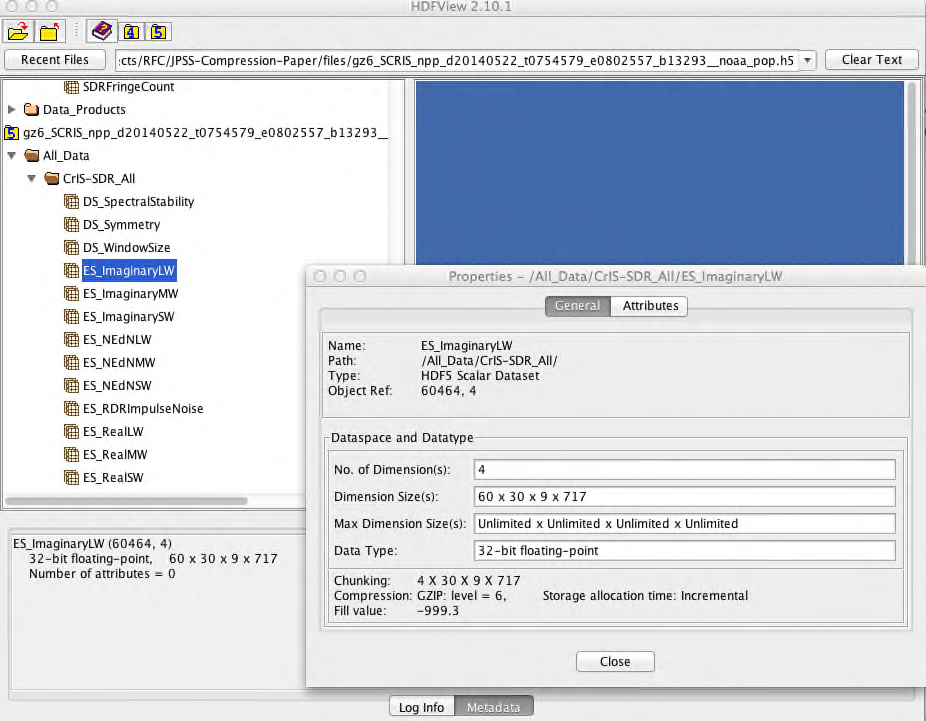 HDFView 2.10.1
4 5
Recent Files :cts/RFC/JPSS-Compression-Paper/files/gz6_SCRIS_npp_d20140522_t0754579_e0802557_b13293__noaa_pop.h5 Clear Text
SDRFringeCount
Data_Products
5 gz6_SCRIS_npp_d20140522_t0754579_e0802557_b13293__
All_Data
CrIS-SDR_All
DS_SpectralStability
DS_Symmetry
DS_WindowSize
ES_ImaginaryLW
ES_ImaginaryMW
ES_ImaginarySW
ES_NEdNLW
ES_NEdNMW
ES_NEdNSW
ES_RDRImpulseNoise
ES_RealLW
ES_RealMW
ES_RealSW
ES_ImaginaryLW (60464, 4)
32-bit floating-point, 60 x 30 x 9 x 717
Number of attributes = 0
Properties - /All_Data/CrIS-SDR_All/ES_ImaginaryLW
General Attributes
Name: ES_ImaginaryLW
Path: /All_Data/CrIS-SDR_All/
Type: HDF5 Scalar Dataset
Object Ref: 60464, 4
Dataspace and Datatype
No. of Dimension(s): 4
Dimension Size(s): 60 x 30 x 9 x 717
Max Dimension Size(s): Unlimited x Unlimited x Unlimited x Unlimited
Data Type: 32-bit floating-point
Chunking: 4 X 30 X 9 X 717
Compression: GZIP: level = 6, Storage allocation time: Incremental
Fill value: -999.3
Close
Log Info Metadata